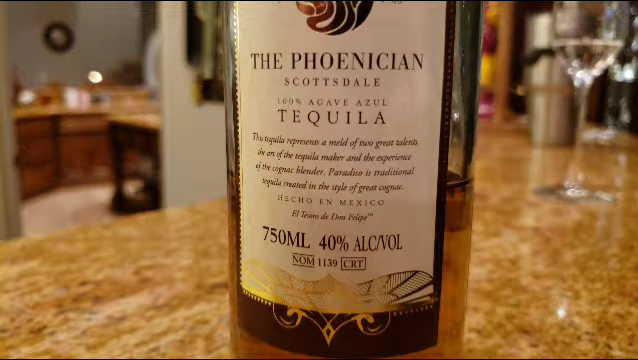 THE PHOENICIAN
SCOTTSDALE
100% AGAVE AZUL
TEQUILA
This tequila represents a meld of two great talents,
the art of the tequila maker and the experience
of the cognac blender. Paradiso is traditional
tequila created in the style of great cognac.
HECHO EN MEXICO
El Tesoro de Don Felipe™
750ML 40% ALC/VOL
NOM 1139 CRT